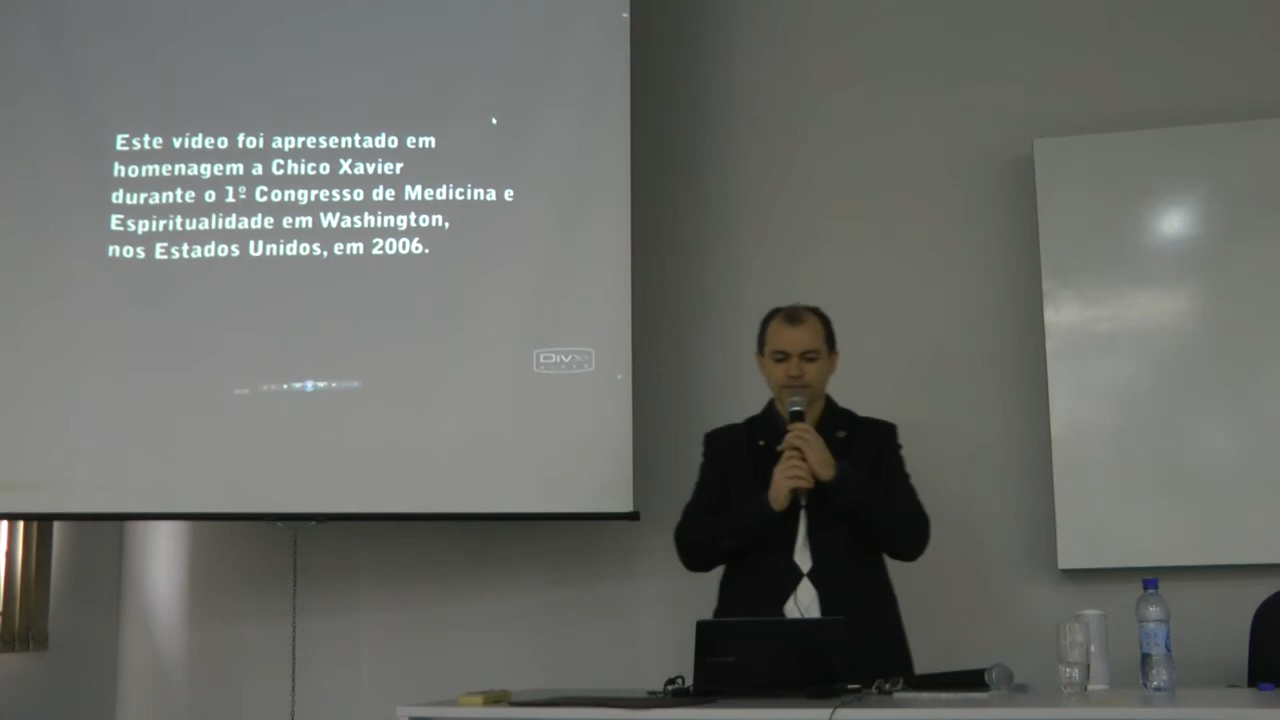 Este vídeo foi apresentado em
homenagem a Chico Xavier
durante o 1º Congresso de Medicina e
Espiritualidade em Washington,
nos Estados Unidos, em 2006.
DIVX